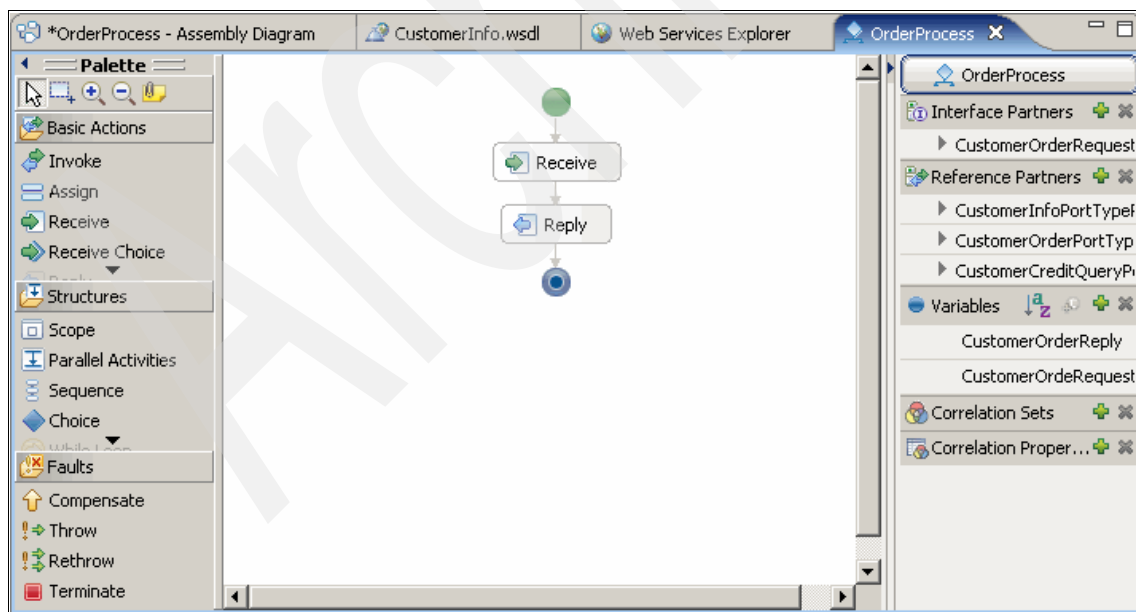 *OrderProcess - Assembly Diagram
CustomerInfo.wsdl
Web Services Explorer
OrderProcess
Palette
Basic Actions
Invoke
Assign
Receive
Receive Choice
Structures
Scope
Parallel Activities
Sequence
Choice
While Loop
Faults
Compensate
Throw
Rethrow
Terminate
Receive
Reply
OrderProcess
Interface Partners
CustomerOrderRequest
Reference Partners
CustomerInfoPortTypeP
CustomerOrderPortTyp
CustomerCreditQueryP
Variables
CustomerOrderReply
CustomerOrdeRequest
Correlation Sets
Correlation Proper...